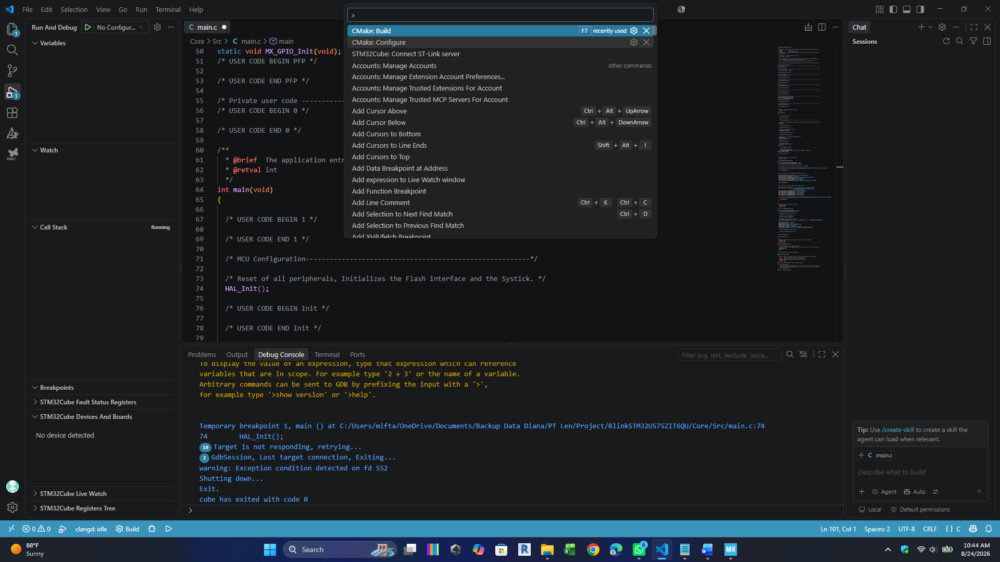 File Edit Selection View Go Run Terminal Help
>
Run And Debug No Configur...
main.c
Chat
CMake: Build F7 recently used
Core > Src > C main.c > main
CMake: Configure
Sessions
Variables
STM32Cube: Connect ST-Link server
50 static void MX_GPIO_Init(void);
51 /* USER CODE BEGIN PFP */
52
53 /* USER CODE END PFP */
54
55 /* Private user code -----------
56 /* USER CODE BEGIN 0 */
57
58 /* USER CODE END 0 */
59
60 /**
61 * @brief The application entr
62 * @retval int
63 */
64 int main(void)
65 {
66
67 /* USER CODE BEGIN 1 */
68
69 /* USER CODE END 1 */
70
71 /* MCU Configuration--------------------------------------------------------*/
72
73 /* Reset of all peripherals, Initializes the Flash interface and the Systick. */
74 HAL_Init();
75
76 /* USER CODE BEGIN Init */
77
78 /* USER CODE END Init */
79
Accounts: Manage Accounts other commands
Accounts: Manage Extension Account Preferences...
Accounts: Manage Trusted Extensions For Account
Accounts: Manage Trusted MCP Servers For Account
Add Cursor Above Ctrl + Alt + UpArrow
Add Cursor Below Ctrl + Alt + DownArrow
Add Cursors to Bottom
Add Cursors to Line Ends Shift + Alt + I
Add Cursors to Top
Add Data Breakpoint at Address
Add expression to Live Watch window
Add Function Breakpoint
Add Line Comment Ctrl + K Ctrl + C
Add Selection to Next Find Match Ctrl + D
Add Selection to Previous Find Match
Add XHR/fetch Breakpoint
Watch
Call Stack Running
Breakpoints
STM32Cube Fault Status Registers
STM32Cube Devices And Boards
No device detected
STM32Cube Live Watch
STM32Cube Registers Tree
STM32
Problems Output Debug Console Terminal Ports
Filter (e.g. text, !exclude, \esca...
To display the value of an expression, type that expression which can reference
variables that are in scope. For example type '2 + 3' or the name of a variable.
Arbitrary commands can be sent to GDB by prefixing the input with a '>',
for example type '>show version' or '>help'.
Temporary breakpoint 1, main () at C:/Users/mifta/OneDrive/Documents/Backup Data Diana/PT Len/Project/BlinkSTM32U575ZIT6QU/Core/Src/main.c:74
74 HAL_Init();
10 Target is not responding, retrying...
2 GdbSession, Lost target connection, Exiting...
warning: Exception condition detected on fd 552
Shutting down...
Exit.
cube has exited with code 0
>
Tip: Use /create-skill to create a skill the
agent can load when relevant.
+ C main.c
Describe what to build
+ Agent Auto
Local Default permissions
0 0 clangd: idle Build
Ln 101, Col 1 Spaces: 2 UTF-8 CRLF { } C
88°F
Sunny
Search
6
MX
10:44 AM
8/24/2026